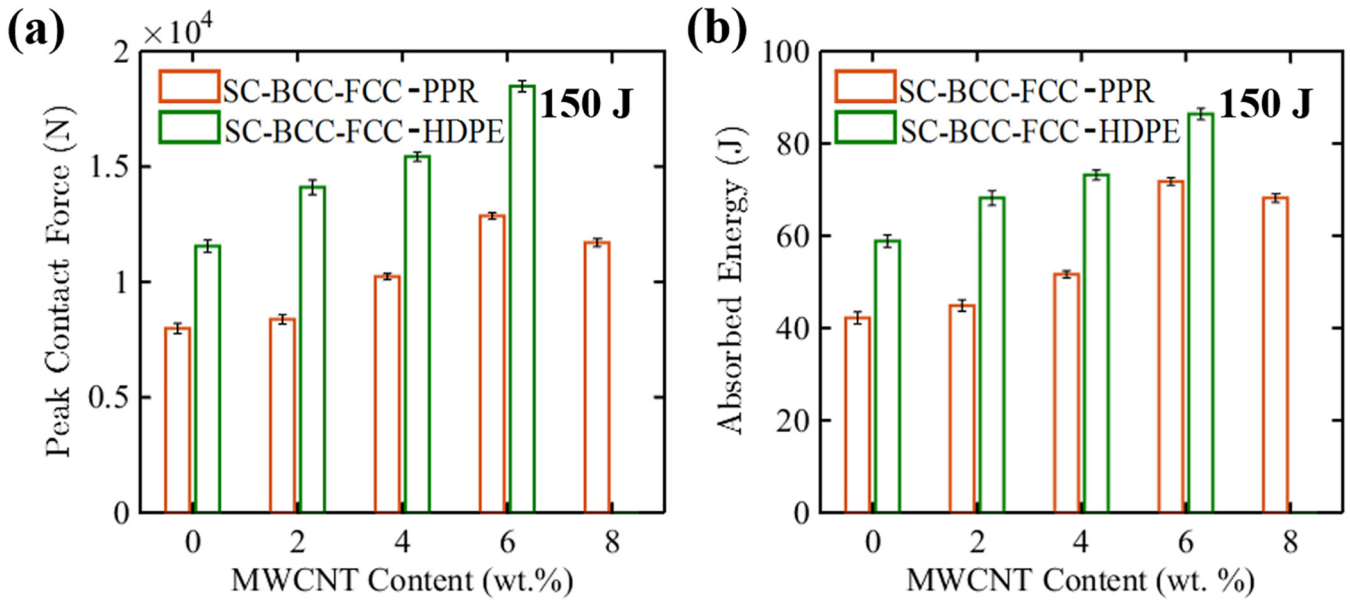 (a)
×10⁴
2
1.5
1
0.5
0
Peak Contact Force (N)
SC-BCC-FCC-PPR
SC-BCC-FCC-HDPE
150 J
0 2 4 6 8
MWCNT Content (wt.%)
(b)
100
80
60
40
20
0
Absorbed Energy (J)
SC-BCC-FCC-PPR
SC-BCC-FCC-HDPE
150 J
0 2 4 6 8
MWCNT Content (wt. %)